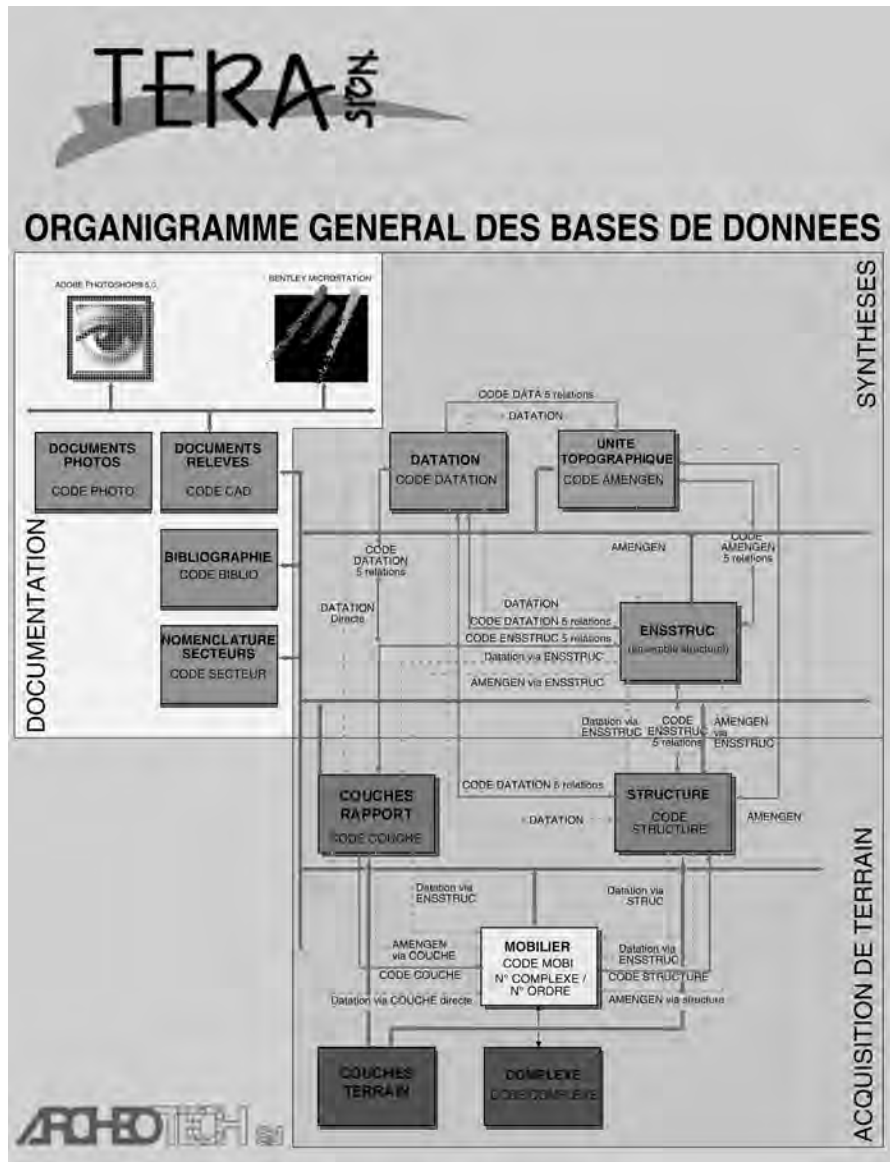 TERA
SION
ORGANIGRAMME GENERAL DES BASES DE DONNEES
ADOBE PHOTOSHOP® 5.0
BENTLEY MICROSTATION
SYNTHESES
CODE DATA 5 relations
DATATION
DOCUMENTS
PHOTOS
CODE PHOTO
DOCUMENTS
RELEVES
CODE CAD
DATATION
CODE DATATION
UNITE
TOPOGRAPHIQUE
CODE AMENGEN
DOCUMENTATION
BIBLIOGRAPHIE
CODE BIBLIO
CODE
DATATION
5 relations
AMENGEN
CODE
AMENGEN
5 relations
DATATION
Directe
DATATION
CODE DATATION 5 relations
CODE ENSSTRUC 5 relations
Datation via ENSSTRUC
AMENGEN via ENSSTRUC
ENSSTRUC
(ensemble structurel)
NOMENCLATURE
SECTEURS
CODE SECTEUR
Datation via
ENSSTRUC
CODE
ENSSTRUC
5 relations
AMENGEN
via
ENSSTRUC
COUCHES
RAPPORT
CODE COUCHE
CODE DATATION 5 relations
DATATION
STRUCTURE
CODE
STRUCTURE
AMENGEN
ACQUISITION DE TERRAIN
Datation via
ENSSTRUC
Datation via
STRUC
AMENGEN
via COUCHE
CODE COUCHE
Datation via COUCHE directe
MOBILIER
CODE MOBI
N° COMPLEXE /
N° ORDRE
Datation via
ENSSTRUC
CODE STRUCTURE
AMENGEN via structure
COUCHES
TERRAIN
COMPLEXE
CODE COMPLEXE
ARCHEOTECH SA